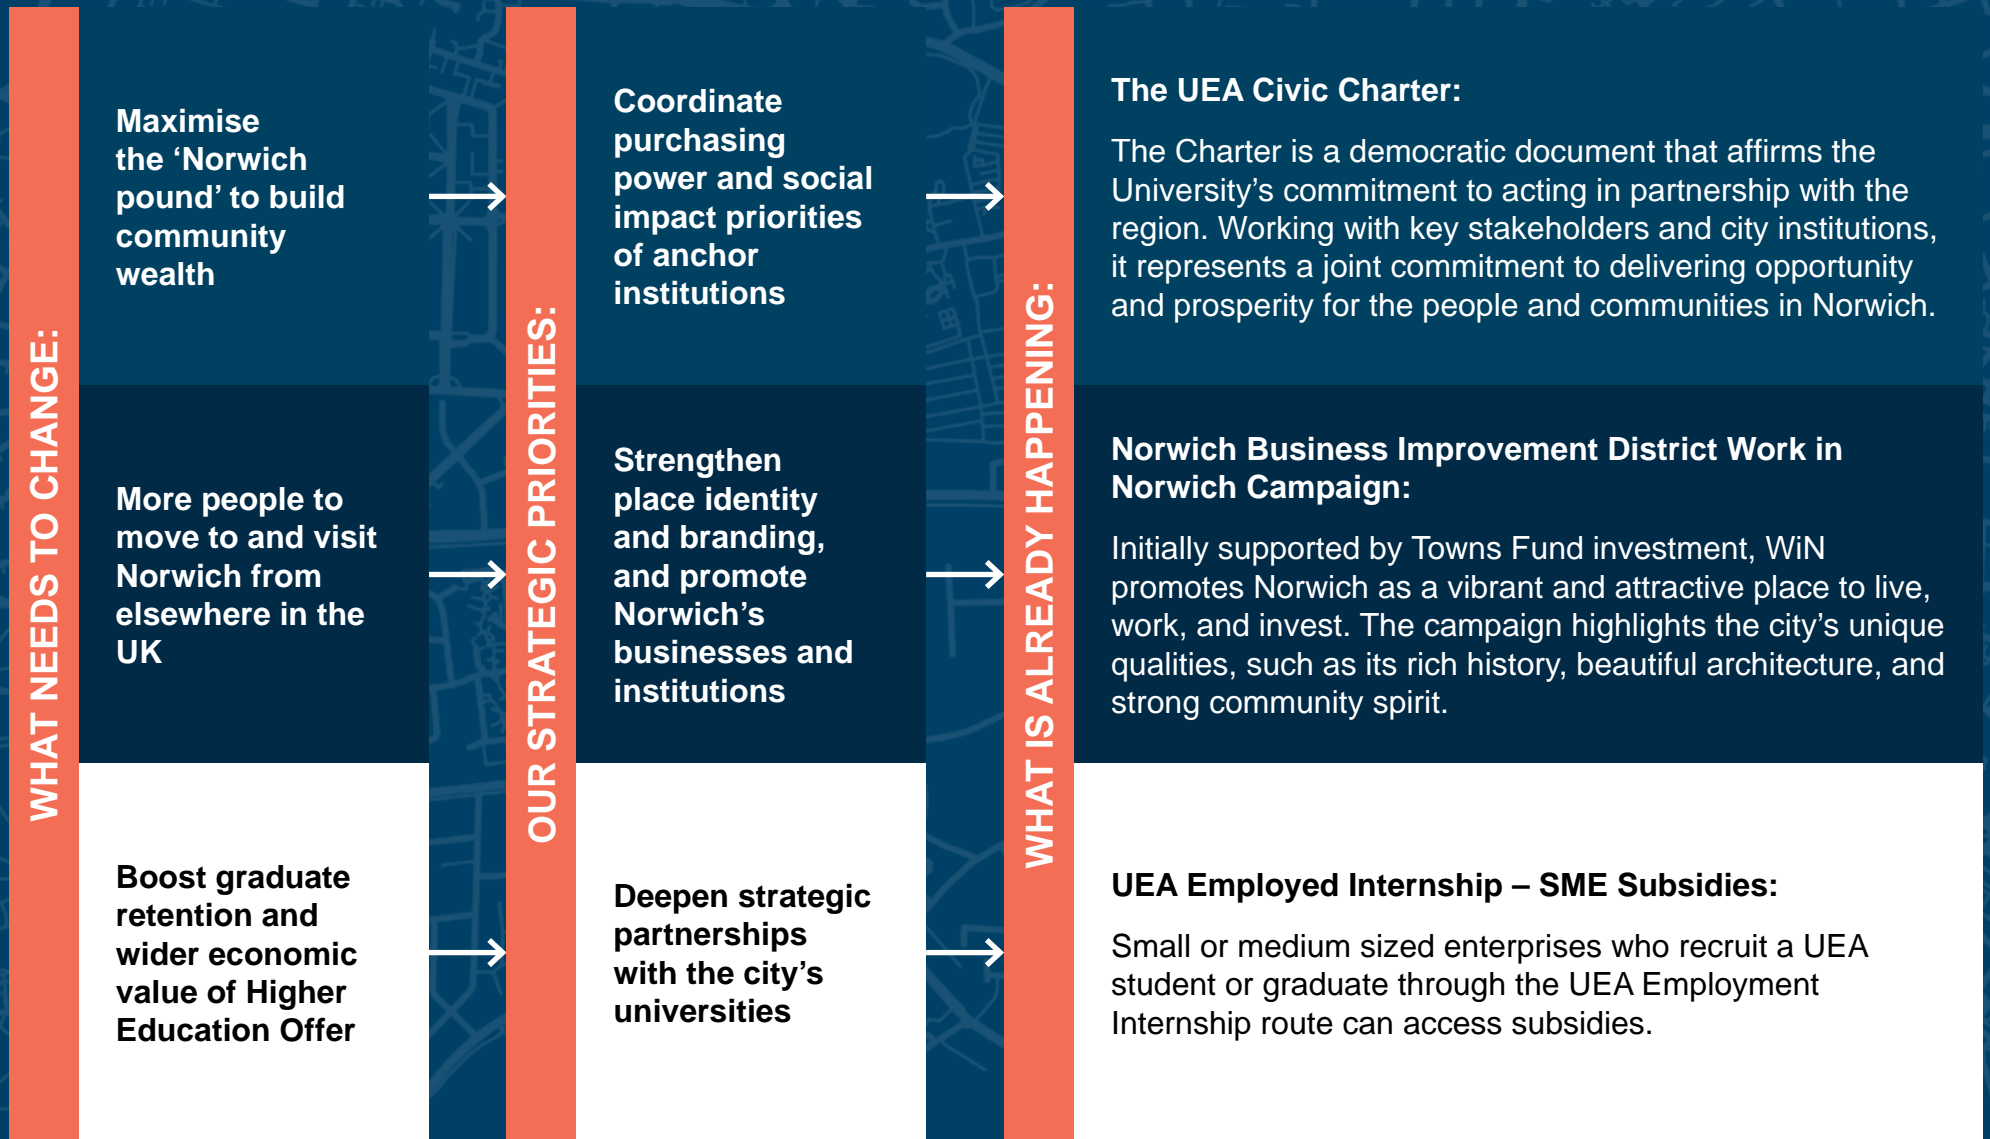 WHAT NEEDS TO CHANGE:
Maximise
the ‘Norwich
pound’ to build
community
wealth
More people to
move to and visit
Norwich from
elsewhere in the
UK
Boost graduate
retention and
wider economic
value of Higher
Education Offer
OUR STRATEGIC PRIORITIES:
Coordinate
purchasing
power and social
impact priorities
of anchor
institutions
Strengthen
place identity
and branding,
and promote
Norwich’s
businesses and
institutions
Deepen strategic
partnerships
with the city’s
universities
WHAT IS ALREADY HAPPENING:
The UEA Civic Charter:
The Charter is a democratic document that affirms the
University’s commitment to acting in partnership with the
region. Working with key stakeholders and city institutions,
it represents a joint commitment to delivering opportunity
and prosperity for the people and communities in Norwich.
Norwich Business Improvement District Work in
Norwich Campaign:
Initially supported by Towns Fund investment, WiN
promotes Norwich as a vibrant and attractive place to live,
work, and invest. The campaign highlights the city’s unique
qualities, such as its rich history, beautiful architecture, and
strong community spirit.
UEA Employed Internship – SME Subsidies:
Small or medium sized enterprises who recruit a UEA
student or graduate through the UEA Employment
Internship route can access subsidies.